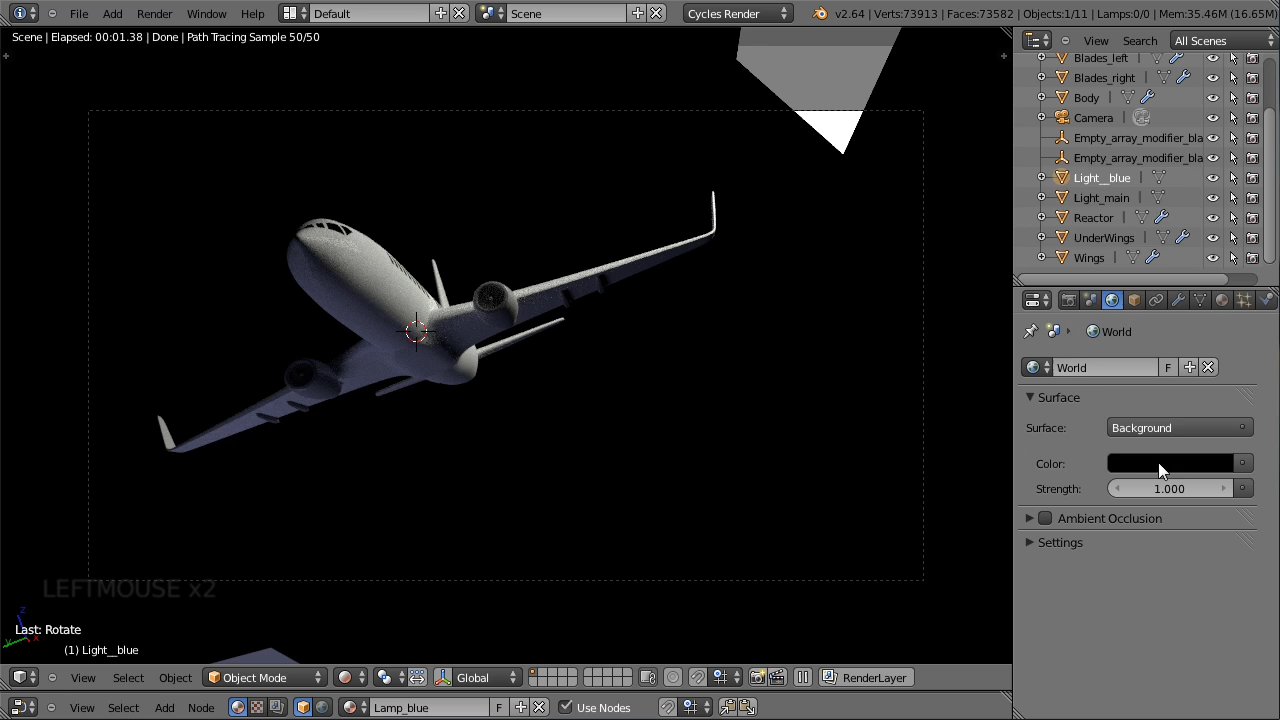 File Add Render Window Help Default Scene Cycles Render v2.64 | Verts:73913 | Faces:73582 | Objects:1/11 | Lamps:0/0 | Mem:35.46M (16.65M)
Scene | Elapsed: 00:01.38 | Done | Path Tracing Sample 50/50
View Search All Scenes
Blades_left
Blades_right
Body
Camera
Empty_array_modifier_bla
Empty_array_modifier_bla
Light__blue
Light_main
Reactor
UnderWings
Wings
World
World F
Surface
Surface: Background
Color:
Strength: 1.000
Ambient Occlusion
Settings
LEFTMOUSE x2
z
y x
Last: Rotate
(1) Light__blue
View Select Object Object Mode Global RenderLayer
View Select Add Node Lamp_blue F Use Nodes